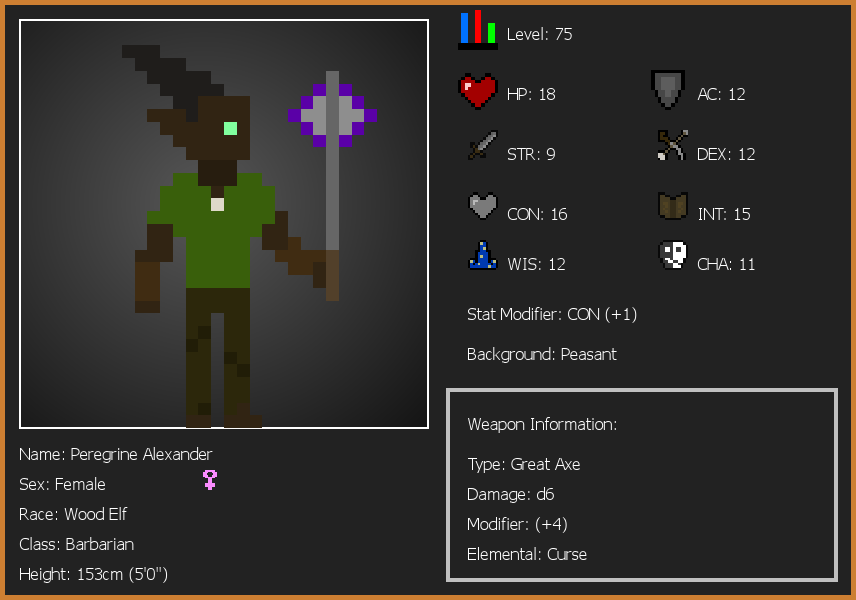 Level: 75
HP: 18
AC: 12
STR: 9
DEX: 12
CON: 16
INT: 15
WIS: 12
CHA: 11
Stat Modifier: CON (+1)
Background: Peasant
Weapon Information:
Type: Great Axe
Damage: d6
Modifier: (+4)
Elemental: Curse
Name: Peregrine Alexander
Sex: Female
Race: Wood Elf
Class: Barbarian
Height: 153cm (5'0")